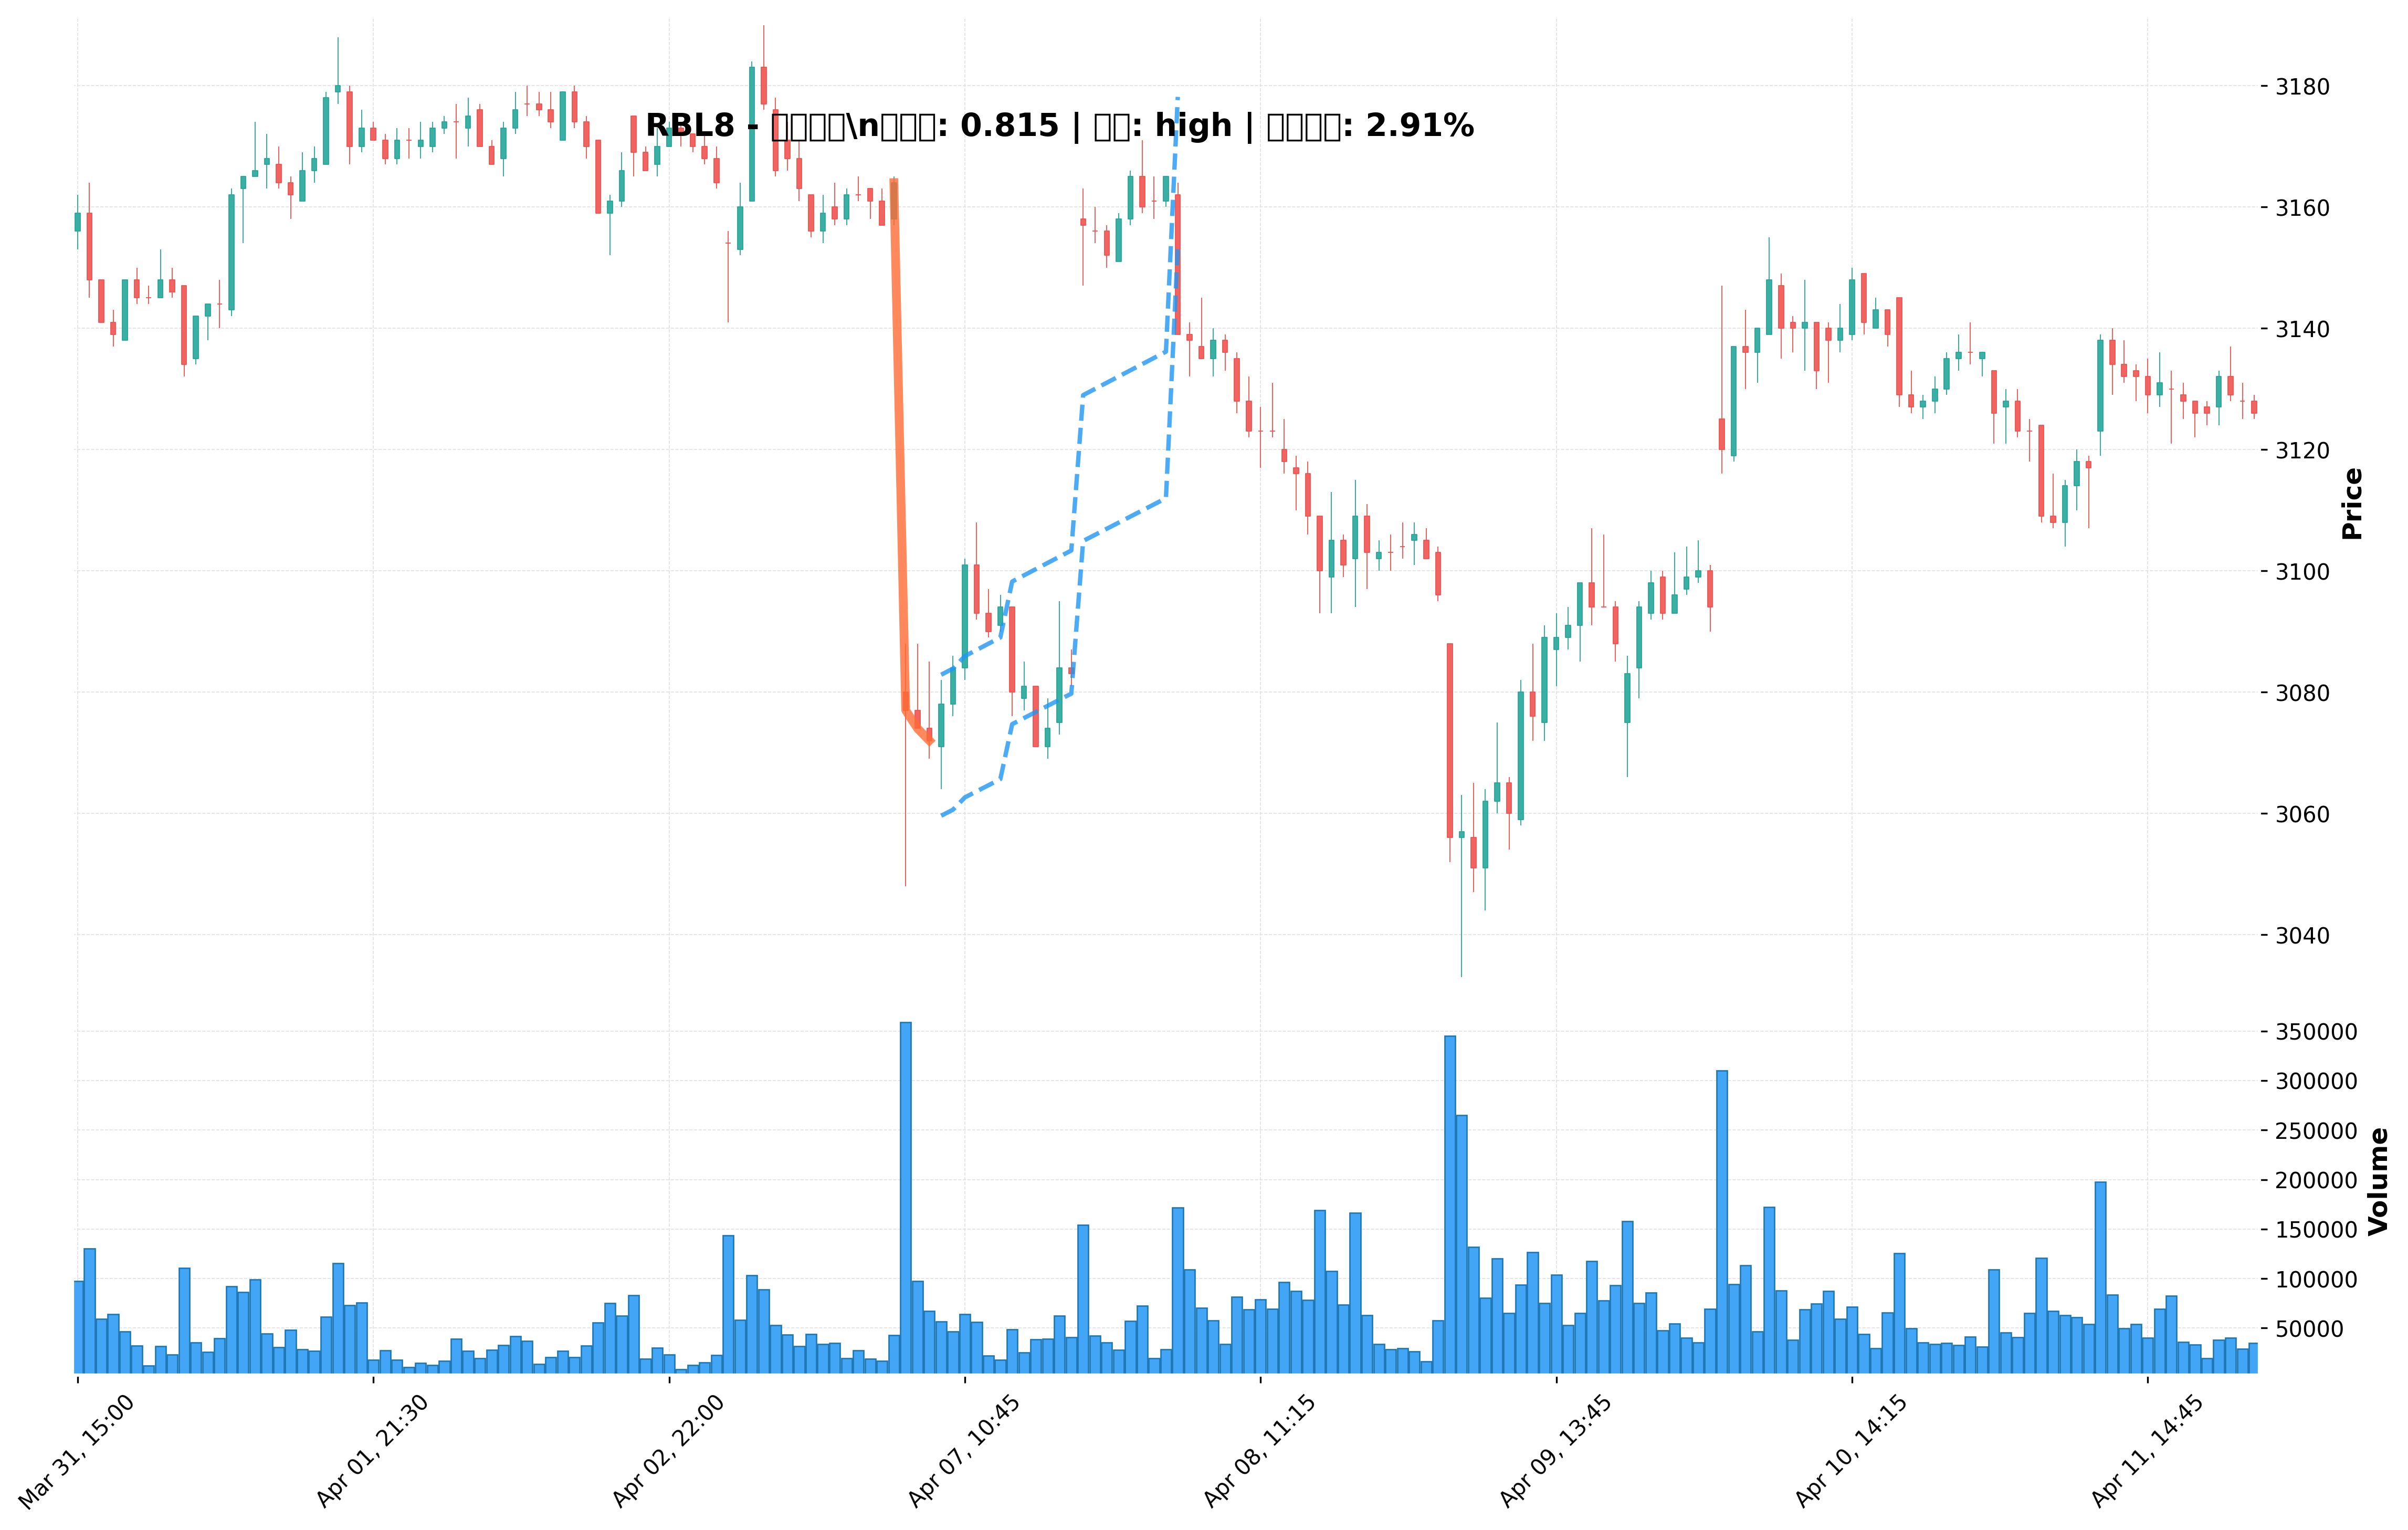 RBL8 - □□□□\n□□□: 0.815 | □□: high | □□□□: 2.91%
3180
3160
3140
3120
3100
3080
3060
3040
Price
350000
300000
250000
200000
150000
100000
50000
Volume
Mar 31, 15:00
Apr 01, 21:30
Apr 02, 22:00
Apr 07, 10:45
Apr 08, 11:15
Apr 09, 13:45
Apr 10, 14:15
Apr 11, 14:45